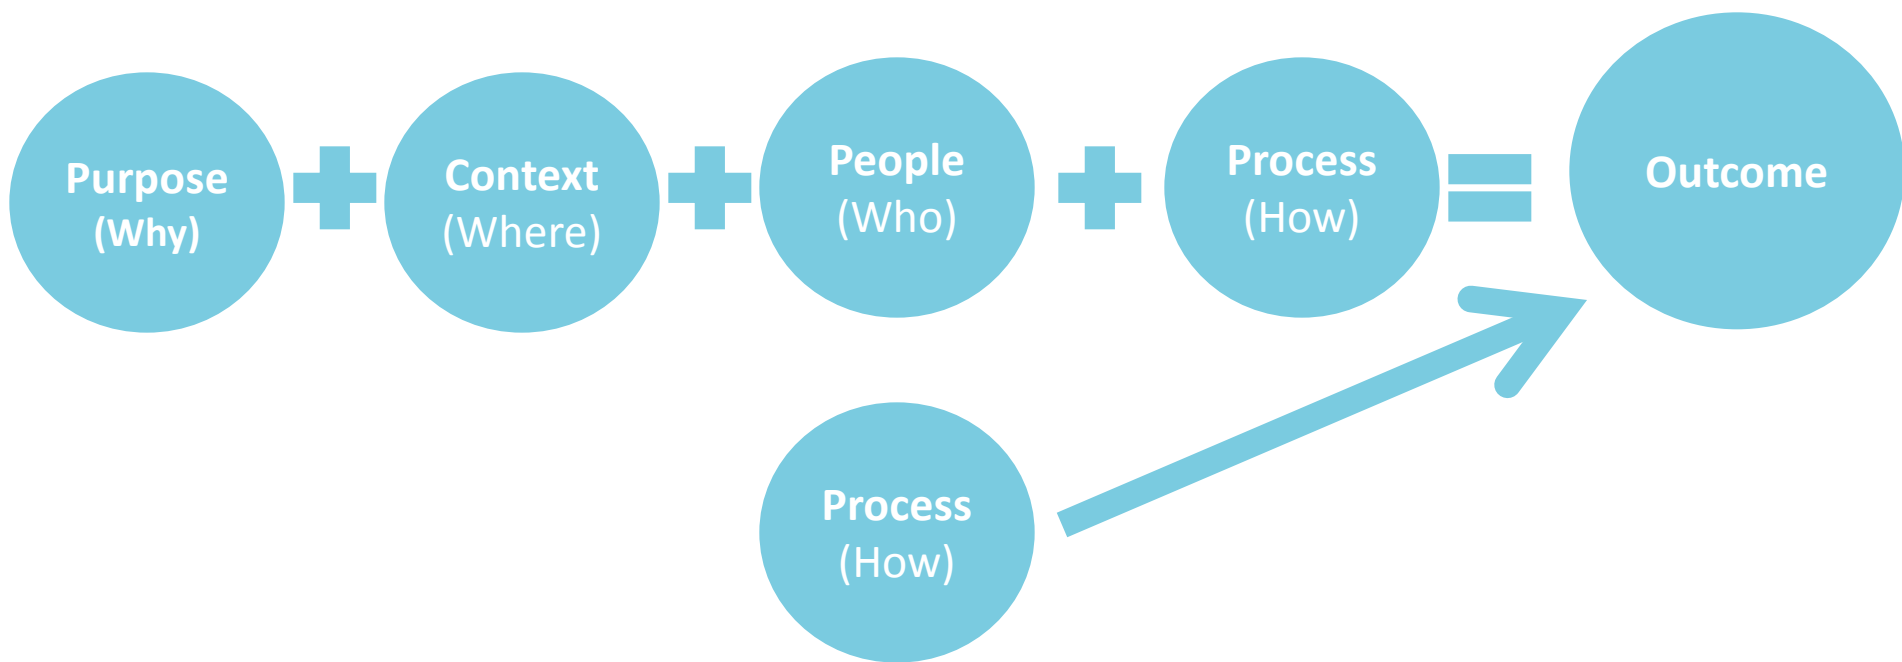 Purpose
(Why)
Context
(Where)
People
(Who)
Process
(How)
Outcome
Process
(How)